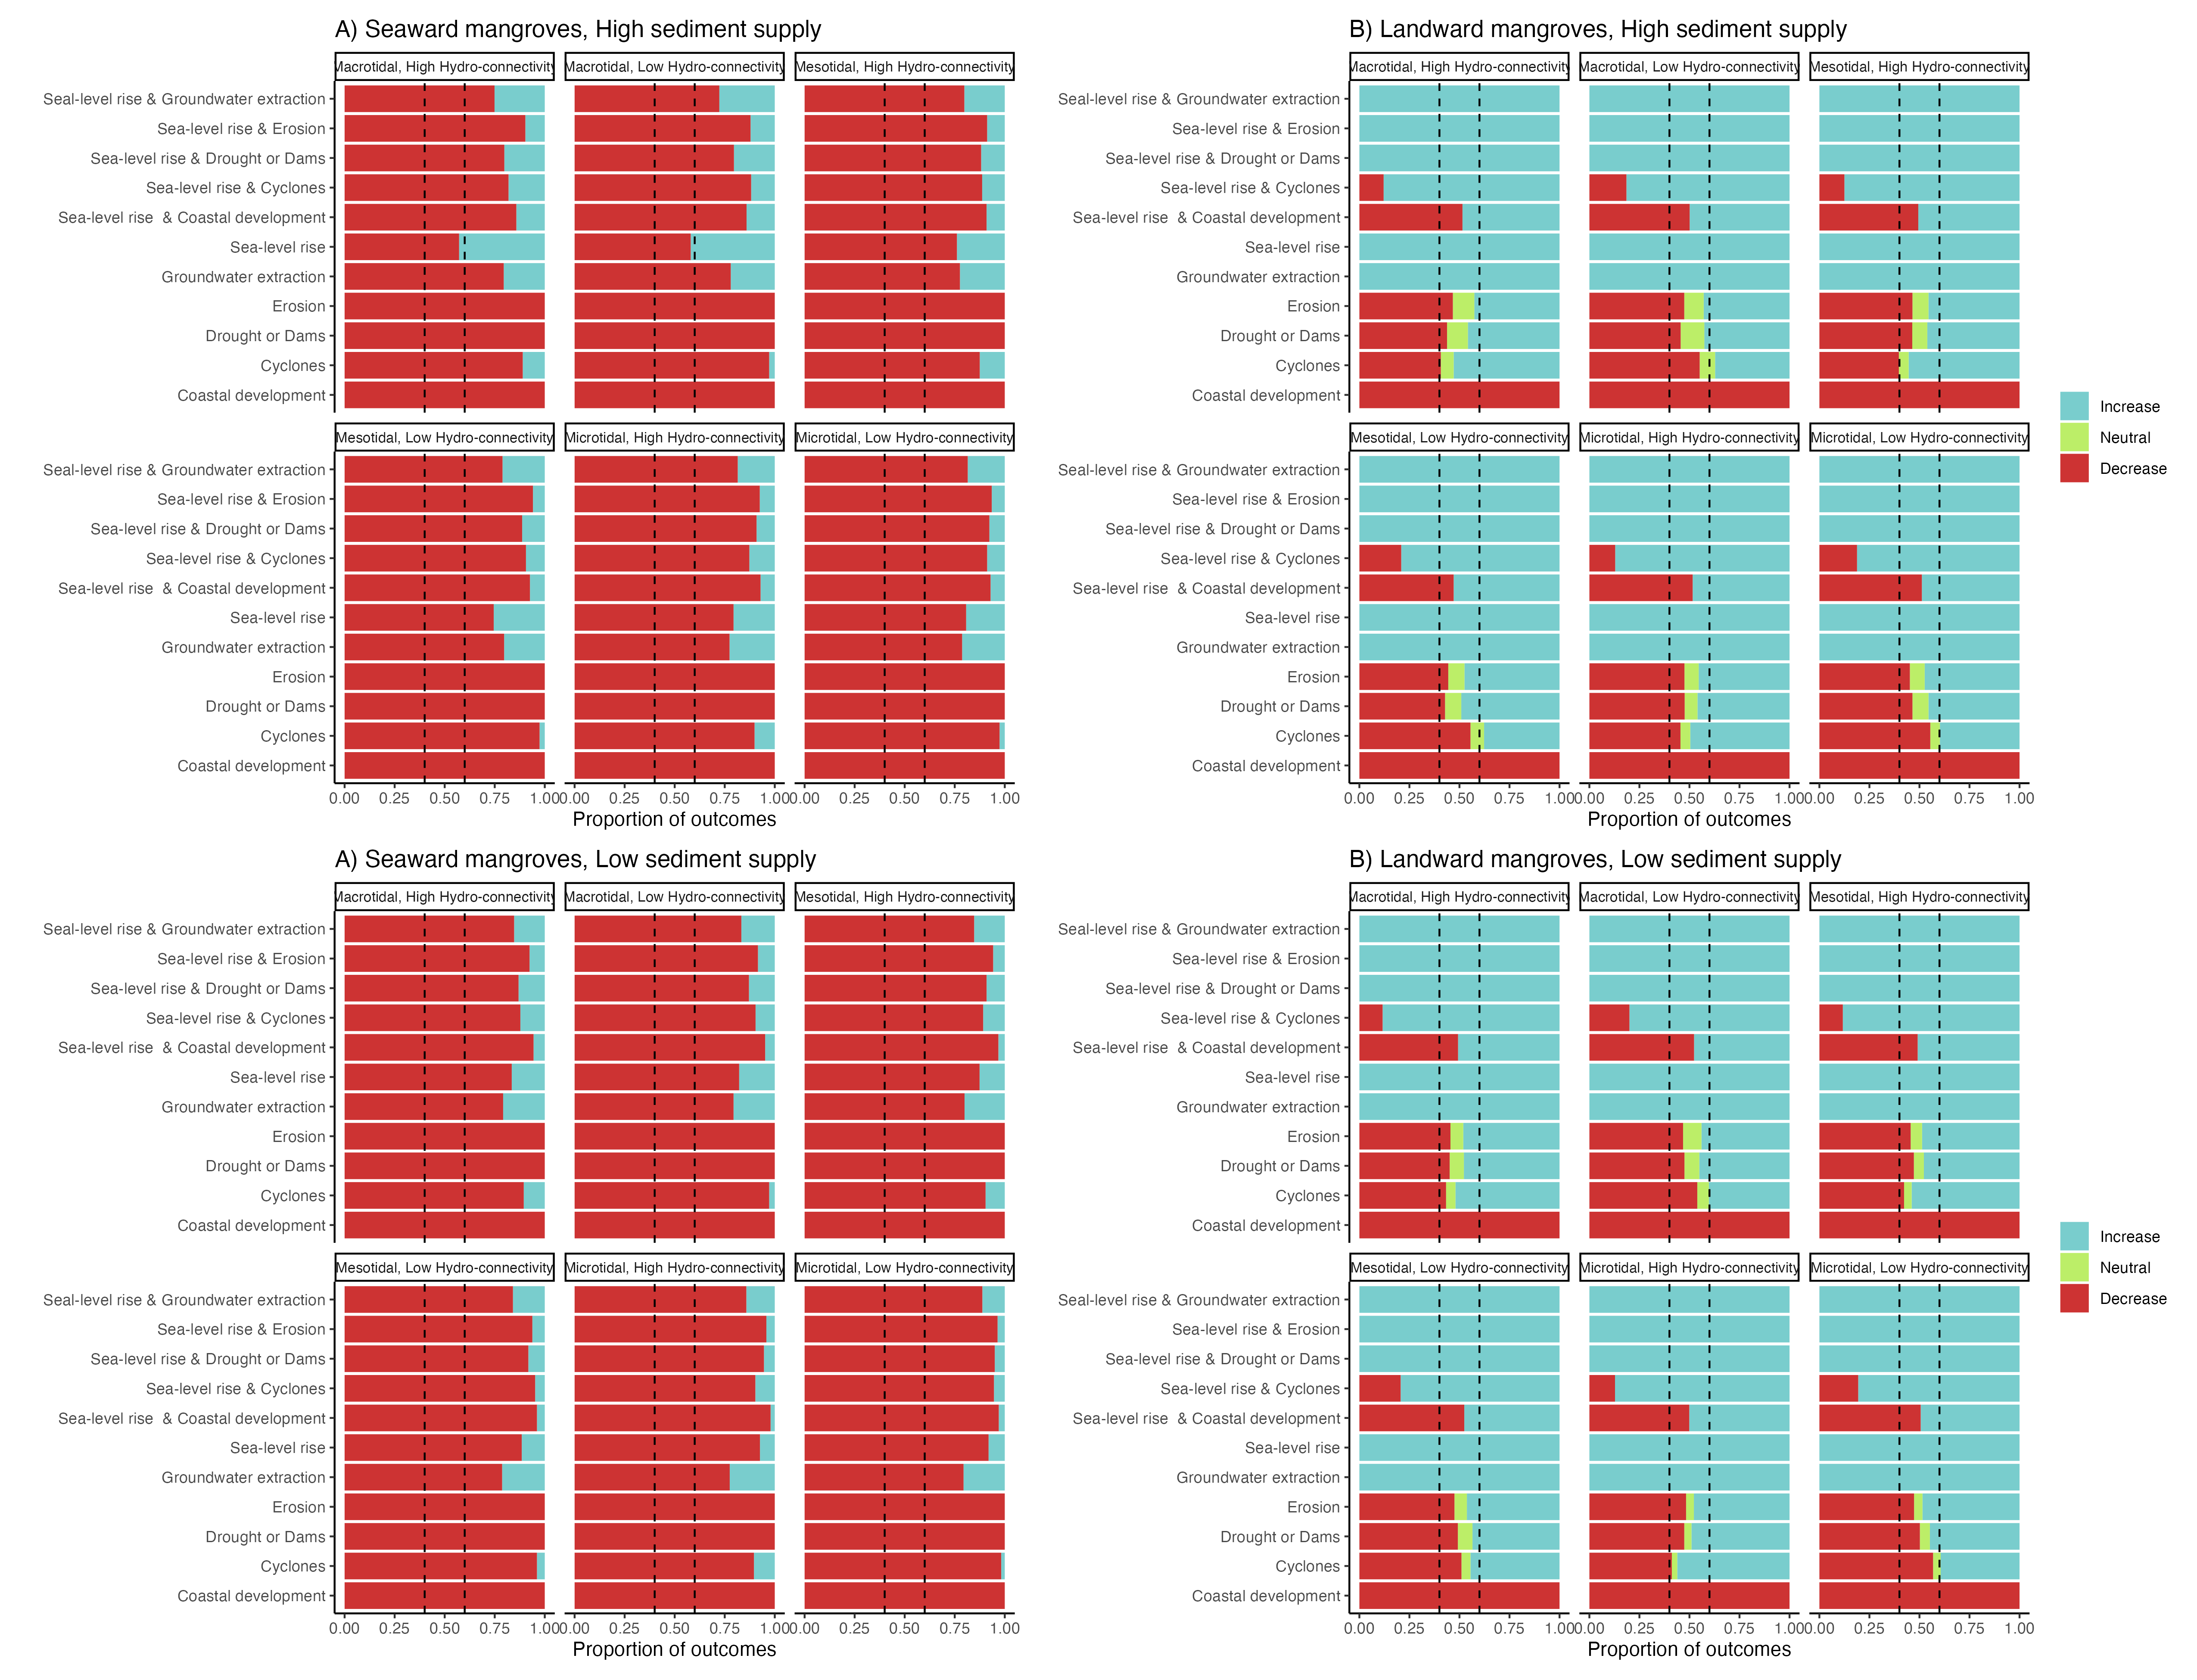 A) Seaward mangroves, High sediment supply
Macrotidal, High Hydro-connectivity
Macrotidal, Low Hydro-connectivity
Mesotidal, High Hydro-connectivity
Seal-level rise & Groundwater extraction
Sea-level rise & Erosion
Sea-level rise & Drought or Dams
Sea-level rise & Cyclones
Sea-level rise  & Coastal development
Sea-level rise
Groundwater extraction
Erosion
Drought or Dams
Cyclones
Coastal development
Mesotidal, Low Hydro-connectivity
Microtidal, High Hydro-connectivity
Microtidal, Low Hydro-connectivity
Seal-level rise & Groundwater extraction
Sea-level rise & Erosion
Sea-level rise & Drought or Dams
Sea-level rise & Cyclones
Sea-level rise  & Coastal development
Sea-level rise
Groundwater extraction
Erosion
Drought or Dams
Cyclones
Coastal development
0.00 0.25 0.50 0.75 1.00 0.00 0.25 0.50 0.75 1.00 0.00 0.25 0.50 0.75 1.00
Proportion of outcomes
B) Landward mangroves, High sediment supply
Macrotidal, High Hydro-connectivity
Macrotidal, Low Hydro-connectivity
Mesotidal, High Hydro-connectivity
Seal-level rise & Groundwater extraction
Sea-level rise & Erosion
Sea-level rise & Drought or Dams
Sea-level rise & Cyclones
Sea-level rise  & Coastal development
Sea-level rise
Groundwater extraction
Erosion
Drought or Dams
Cyclones
Coastal development
Mesotidal, Low Hydro-connectivity
Microtidal, High Hydro-connectivity
Microtidal, Low Hydro-connectivity
Seal-level rise & Groundwater extraction
Sea-level rise & Erosion
Sea-level rise & Drought or Dams
Sea-level rise & Cyclones
Sea-level rise  & Coastal development
Sea-level rise
Groundwater extraction
Erosion
Drought or Dams
Cyclones
Coastal development
0.00 0.25 0.50 0.75 1.00 0.00 0.25 0.50 0.75 1.00 0.00 0.25 0.50 0.75 1.00
Proportion of outcomes
Increase
Neutral
Decrease
A) Seaward mangroves, Low sediment supply
Macrotidal, High Hydro-connectivity
Macrotidal, Low Hydro-connectivity
Mesotidal, High Hydro-connectivity
Seal-level rise & Groundwater extraction
Sea-level rise & Erosion
Sea-level rise & Drought or Dams
Sea-level rise & Cyclones
Sea-level rise  & Coastal development
Sea-level rise
Groundwater extraction
Erosion
Drought or Dams
Cyclones
Coastal development
Mesotidal, Low Hydro-connectivity
Microtidal, High Hydro-connectivity
Microtidal, Low Hydro-connectivity
Seal-level rise & Groundwater extraction
Sea-level rise & Erosion
Sea-level rise & Drought or Dams
Sea-level rise & Cyclones
Sea-level rise  & Coastal development
Sea-level rise
Groundwater extraction
Erosion
Drought or Dams
Cyclones
Coastal development
0.00 0.25 0.50 0.75 1.00 0.00 0.25 0.50 0.75 1.00 0.00 0.25 0.50 0.75 1.00
Proportion of outcomes
B) Landward mangroves, Low sediment supply
Macrotidal, High Hydro-connectivity
Macrotidal, Low Hydro-connectivity
Mesotidal, High Hydro-connectivity
Seal-level rise & Groundwater extraction
Sea-level rise & Erosion
Sea-level rise & Drought or Dams
Sea-level rise & Cyclones
Sea-level rise  & Coastal development
Sea-level rise
Groundwater extraction
Erosion
Drought or Dams
Cyclones
Coastal development
Mesotidal, Low Hydro-connectivity
Microtidal, High Hydro-connectivity
Microtidal, Low Hydro-connectivity
Seal-level rise & Groundwater extraction
Sea-level rise & Erosion
Sea-level rise & Drought or Dams
Sea-level rise & Cyclones
Sea-level rise  & Coastal development
Sea-level rise
Groundwater extraction
Erosion
Drought or Dams
Cyclones
Coastal development
0.00 0.25 0.50 0.75 1.00 0.00 0.25 0.50 0.75 1.00 0.00 0.25 0.50 0.75 1.00
Proportion of outcomes
Increase
Neutral
Decrease